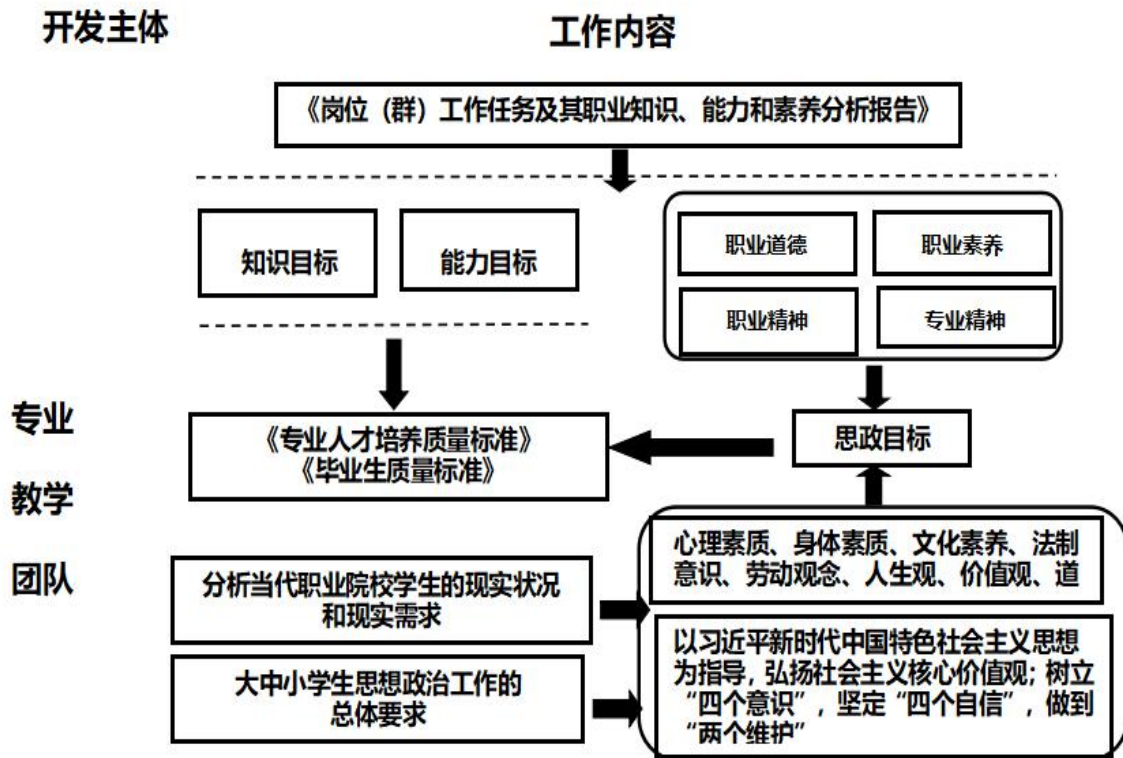 开发主体
工作内容
《岗位（群）工作任务及其职业知识、能力和素养分析报告》
知识目标
能力目标
职业道德
职业素养
职业精神
专业精神
专业
教学
团队
《专业人才培养质量标准》
《毕业生质量标准》
思政目标
分析当代职业院校学生的现实状况
和现实需求
心理素质、身体素质、文化素养、法制
意识、劳动观念、人生观、价值观、道
大中小学生思想政治工作的
总体要求
以习近平新时代中国特色社会主义思想
为指导，弘扬社会主义核心价值观；树立
“四个意识”，坚定“四个自信”，做到
“两个维护”